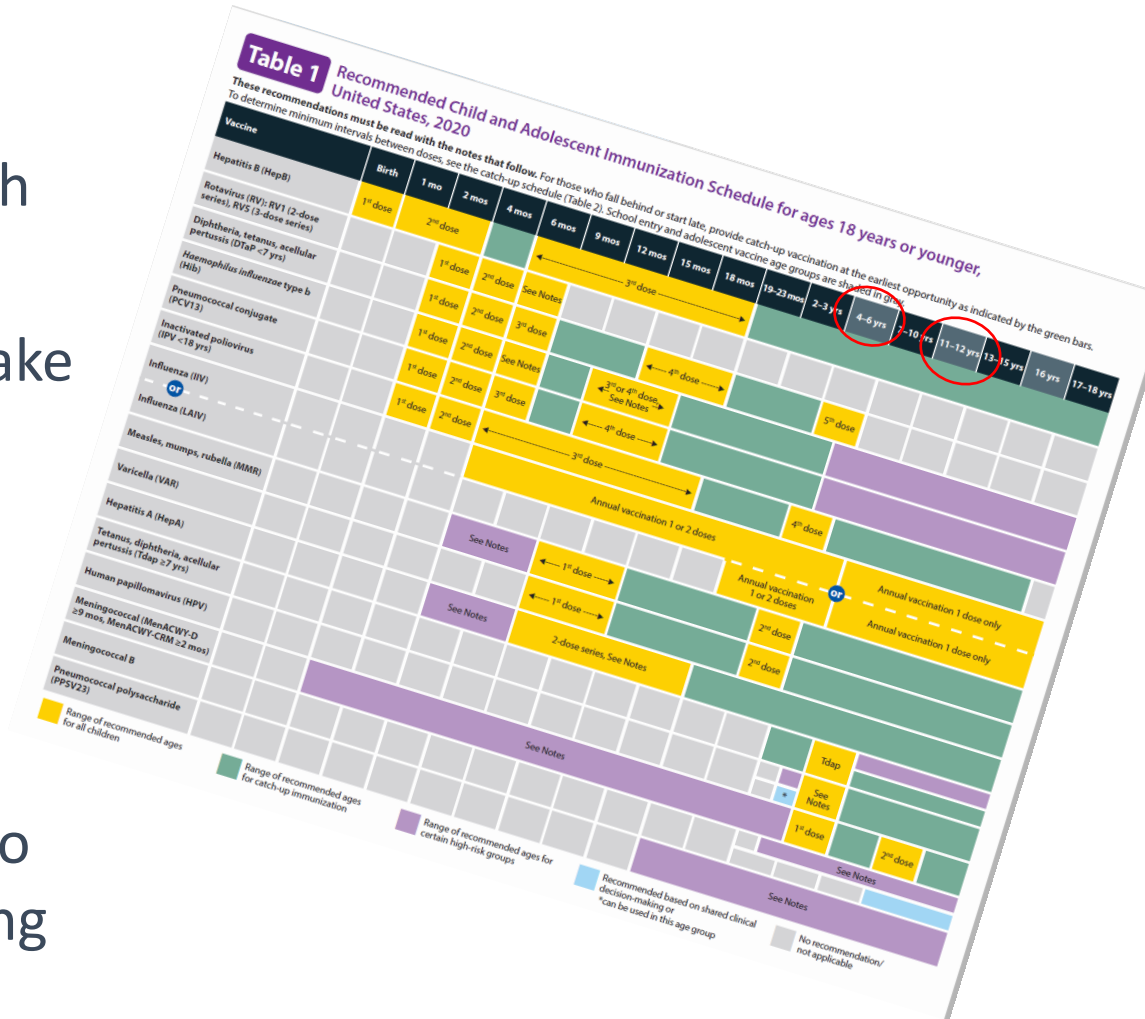 h
ake
o
ng
Table 1
Recommended Child and Adolescent Immunization Schedule for ages 18 years or younger,
United States, 2020
These recommendations must be read with the notes that follow. For those who fall behind or start late, provide catch-up vaccination at the earliest opportunity as indicated by the green bars.
To determine minimum intervals between doses, see the catch-up schedule (Table 2). School entry and adolescent vaccine age groups are shaded in gray.
Vaccine Birth 1 mo 2 mos 4 mos 6 mos 9 mos 12 mos 15 mos 18 mos 19–23 mos 2–3 yrs 4–6 yrs 7–10 yrs 11–12 yrs 13–15 yrs 16 yrs 17–18 yrs
Hepatitis B (HepB) 1st dose 2nd dose 3rd dose
Rotavirus (RV): RV1 (2-dose
series), RV5 (3-dose series) 1st dose 2nd dose See Notes
Diphtheria, tetanus, acellular
pertussis (DTaP <7 yrs) 1st dose 2nd dose 3rd dose 4th dose 5th dose
Haemophilus influenzae type b
(Hib) 1st dose 2nd dose See Notes 3rd or 4th dose,
See Notes
Pneumococcal conjugate
(PCV13) 1st dose 2nd dose 3rd dose 4th dose
Inactivated poliovirus
(IPV <18 yrs) 1st dose 2nd dose 3rd dose 4th dose
Influenza (IIV) Annual vaccination 1 or 2 doses Annual vaccination 1 dose only
or or
Influenza (LAIV) Annual vaccination
1 or 2 doses Annual vaccination 1 dose only
Measles, mumps, rubella (MMR) See Notes 1st dose 2nd dose
Varicella (VAR) 1st dose 2nd dose
Hepatitis A (HepA) See Notes 2-dose series, See Notes
Tetanus, diphtheria, acellular
pertussis (Tdap ≥7 yrs) Tdap
Human papillomavirus (HPV) * See
Notes
Meningococcal (MenACWY-D
≥9 mos, MenACWY-CRM ≥2 mos) See Notes 1st dose 2nd dose
Meningococcal B See Notes
Pneumococcal polysaccharide
(PPSV23) See Notes
Range of recommended ages
for all children
Range of recommended ages
for catch-up immunization
Range of recommended ages for
certain high-risk groups
Recommended based on shared clinical
decision-making or
*can be used in this age group
No recommendation/
not applicable